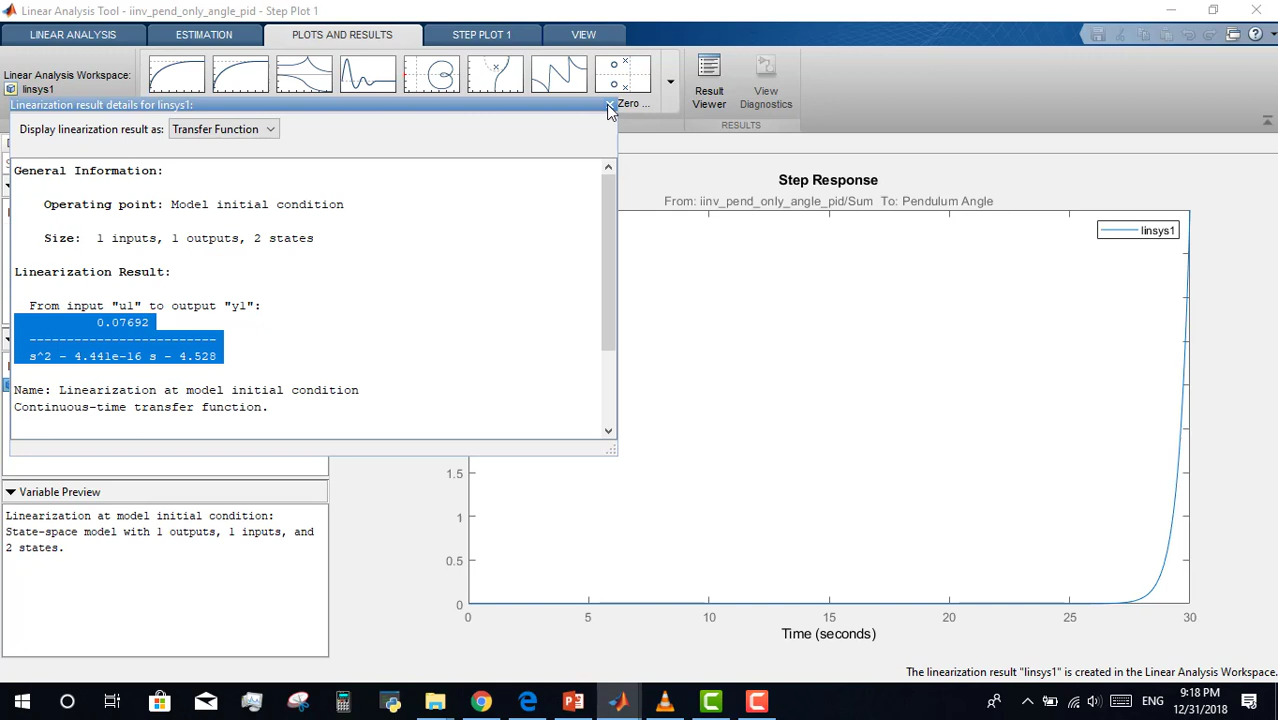 Linear Analysis Tool - iinv_pend_only_angle_pid - Step Plot 1
LINEAR ANALYSIS
ESTIMATION
PLOTS AND RESULTS
STEP PLOT 1
VIEW
Linear Analysis Workspace:
linsys1
Zero ...
Result
Viewer
View
Diagnostics
RESULTS
Linearization result details for linsys1:
Display linearization result as: Transfer Function
General Information:
Operating point: Model initial condition
Size: 1 inputs, 1 outputs, 2 states
Linearization Result:
From input "u1" to output "y1":
0.07692
-------------------------
s^2 - 4.441e-16 s - 4.528
Name: Linearization at model initial condition
Continuous-time transfer function.
Step Response
From: iinv_pend_only_angle_pid/Sum To: Pendulum Angle
linsys1
1.5
1
0.5
0
0 5 10 15 20 25 30
Time (seconds)
Variable Preview
Linearization at model initial condition:
State-space model with 1 outputs, 1 inputs, and
2 states.
The linearization result "linsys1" is created in the Linear Analysis Workspace.
ENG
9:18 PM
12/31/2018